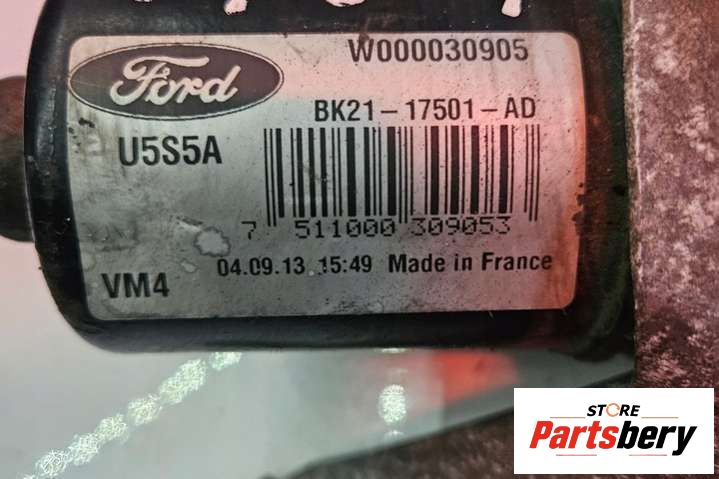 W000030905
Ford
BK21-17501-AD
U5S5A
7 511000 309053
04.09.13 15:49 Made in France
VM4
STORE
Partsbery